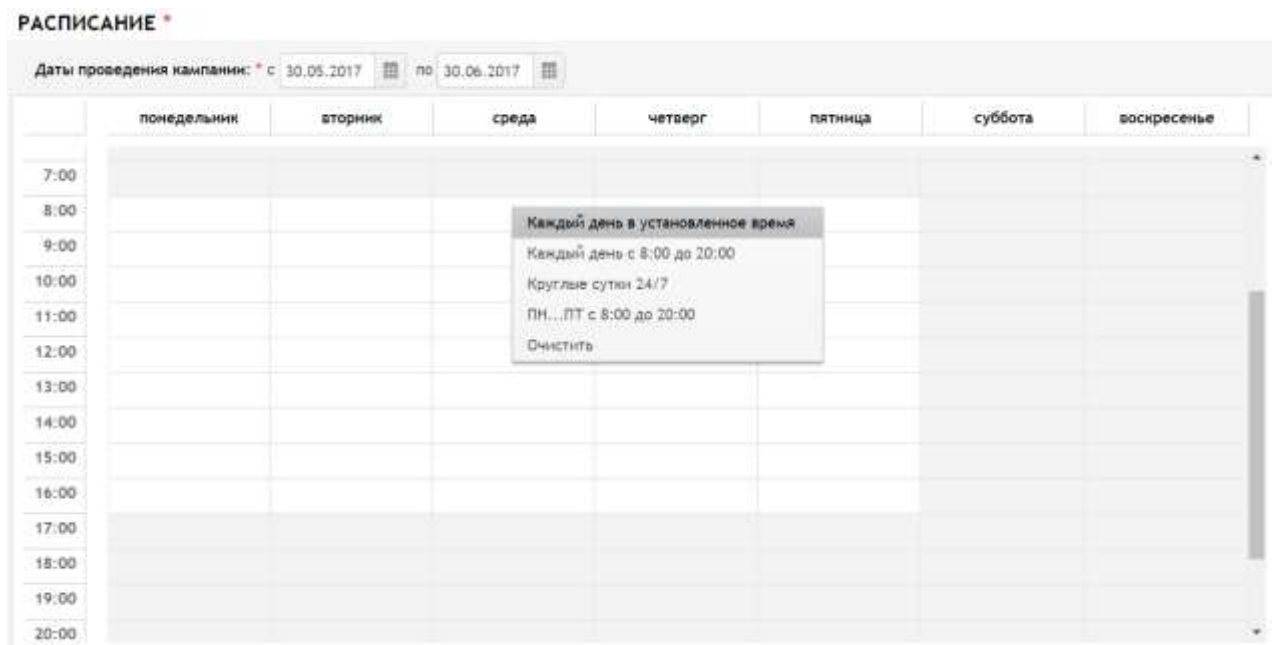 РАСПИСАНИЕ *
Даты проведения кампании: * с 30.05.2017 по 30.06.2017
понедельник вторник среда четверг пятница суббота воскресенье
7:00
8:00
Каждый день в установленное время
9:00
Каждый день с 8:00 до 20:00
10:00
Круглые сутки 24/7
11:00
ПН...ПТ с 8:00 до 20:00
12:00
Очистить
13:00
14:00
15:00
16:00
17:00
18:00
19:00
20:00